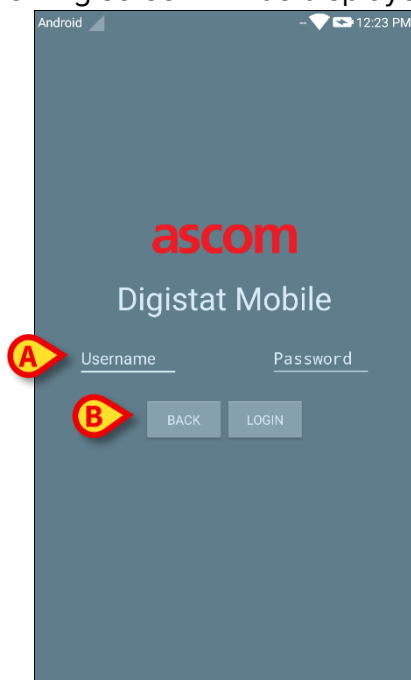 Android -- 12:23 PM
ascom
Digistat Mobile
A Username Password
B BACK LOGIN